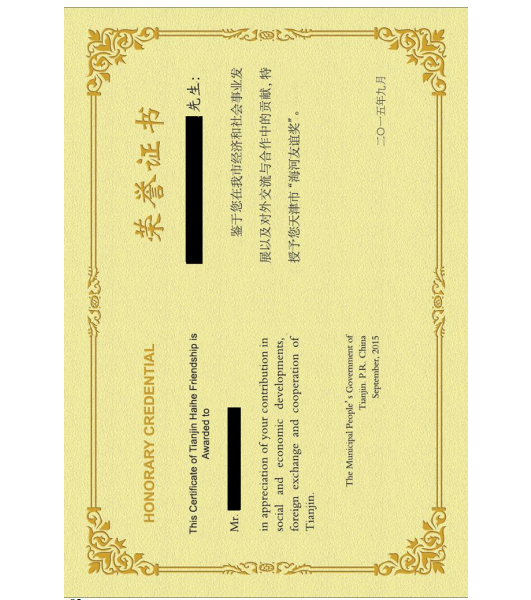 HONORARY CREDENTIAL
This Certificate of Tianjin Haihe Friendship is
Awarded to
Mr.
in appreciation of your contribution in
social and economic developments,
foreign exchange and cooperation of
Tianjin.
The Municipal People's Government of
Tianjin. P.R. China
September, 2015
荣誉证书
先生：
鉴于您在我市经济和社会事业发
展以及对外交流与合作中的贡献，特
授予您天津市“海河友谊奖”。
二〇一五年九月